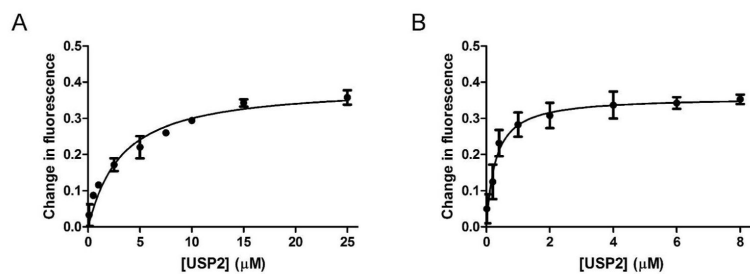 A
Change in fluorescence
0.5
0.4
0.3
0.2
0.1
0.0
0 5 10 15 20 25
[USP2] (μM)
B
Change in fluorescence
0.5
0.4
0.3
0.2
0.1
0.0
0 2 4 6 8
[USP2] (μM)